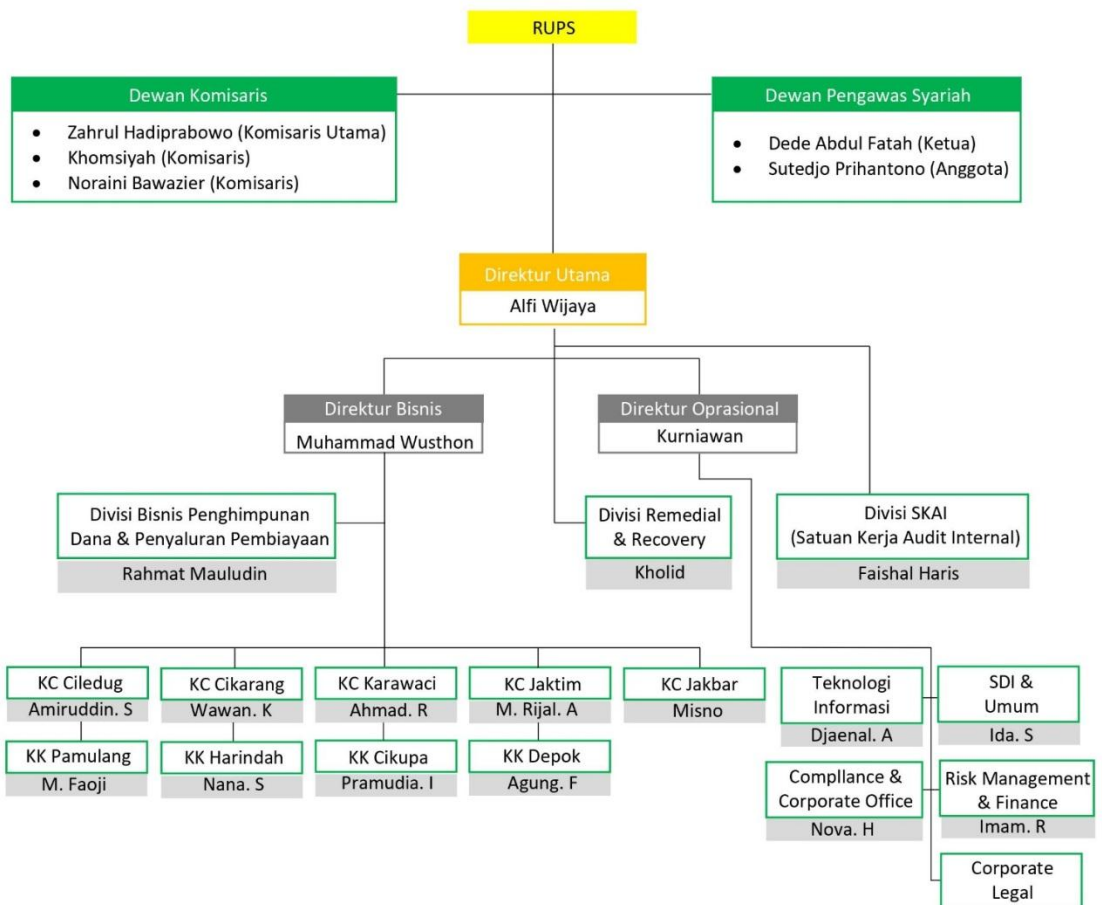 RUPS
Dewan Komisaris
• Zahrul Hadiprabowo (Komisaris Utama)
• Khomsiyah (Komisaris)
• Noraini Bawazier (Komisaris)
Dewan Pengawas Syariah
• Dede Abdul Fatah (Ketua)
• Sutedjo Prihantono (Anggota)
Direktur Utama
Alfi Wijaya
Direktur Bisnis
Muhammad Wusthon
Direktur Oprasional
Kurniawan
Divisi Bisnis Penghimpunan
Dana & Penyaluran Pembiayaan
Rahmat Mauludin
Divisi Remedial
& Recovery
Kholid
Divisi SKAI
(Satuan Kerja Audit Internal)
Faishal Haris
KC Ciledug
Amiruddin. S
KC Cikarang
Wawan. K
KC Karawaci
Ahmad. R
KC Jaktim
M. Rijal. A
KC Jakbar
Misno
KK Pamulang
M. Faoji
KK Harindah
Nana. S
KK Cikupa
Pramudia. I
KK Depok
Agung. F
Teknologi
Informasi
Djaenal. A
SDI &
Umum
Ida. S
Compllance &
Corporate Office
Nova. H
Risk Management
& Finance
Imam. R
Corporate
Legal